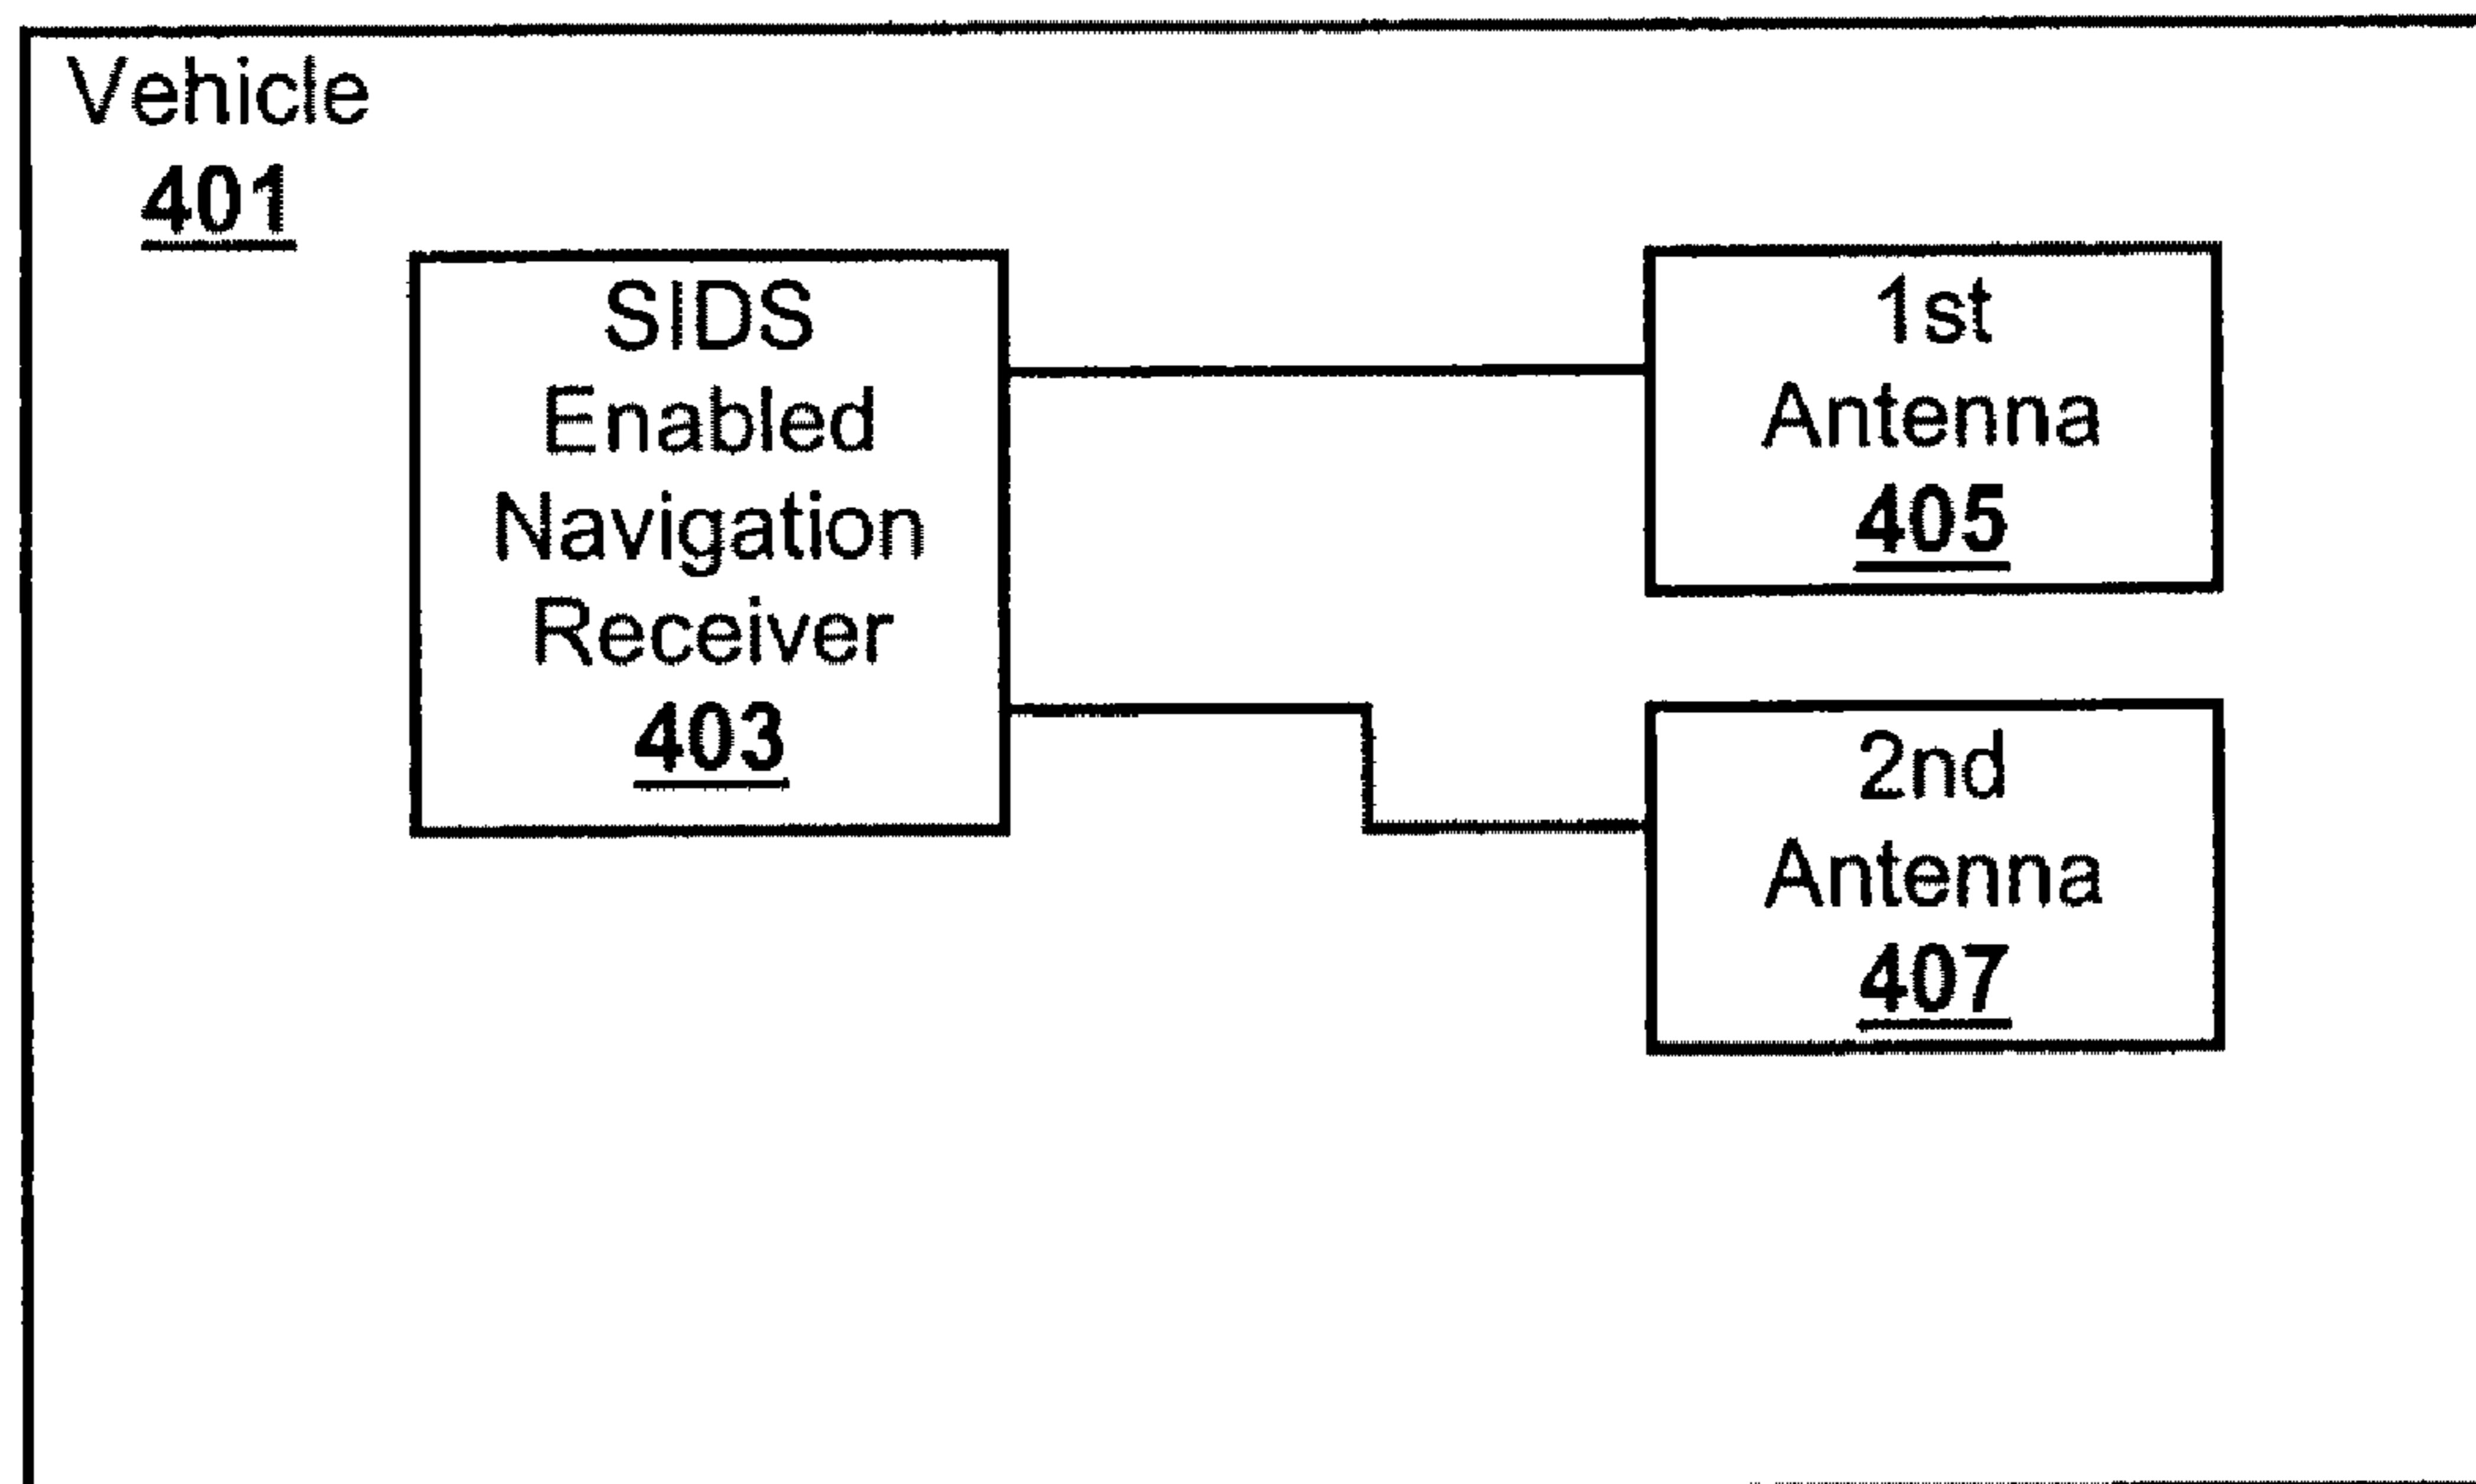 Vehicle
401
SIDS
Enabled
Navigation
Receiver
403
1st
Antenna
405
2nd
Antenna
407